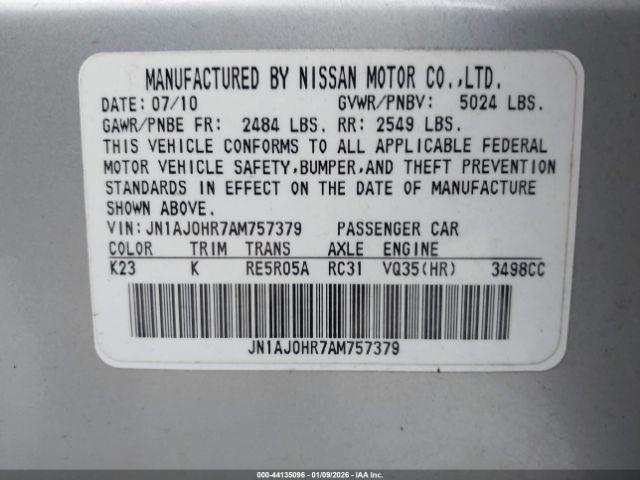 MANUFACTURED BY NISSAN MOTOR CO.,LTD.
DATE: 07/10 GVWR/PNBV: 5024 LBS.
GAWR/PNBE FR: 2484 LBS. RR: 2549 LBS.
THIS VEHICLE CONFORMS TO ALL APPLICABLE FEDERAL
MOTOR VEHICLE SAFETY,BUMPER,AND THEFT PREVENTION
STANDARDS IN EFFECT ON THE DATE OF MANUFACTURE
SHOWN ABOVE.
VIN:JN1AJ0HR7AM757379 PASSENGER CAR
COLOR TRIM TRANS AXLE ENGINE
K23 K RE5R05A RC31 VQ35(HR) 3498CC
JN1AJ0HR7AM757379
000-44135096 - 01/09/2026 - IAAI.COM